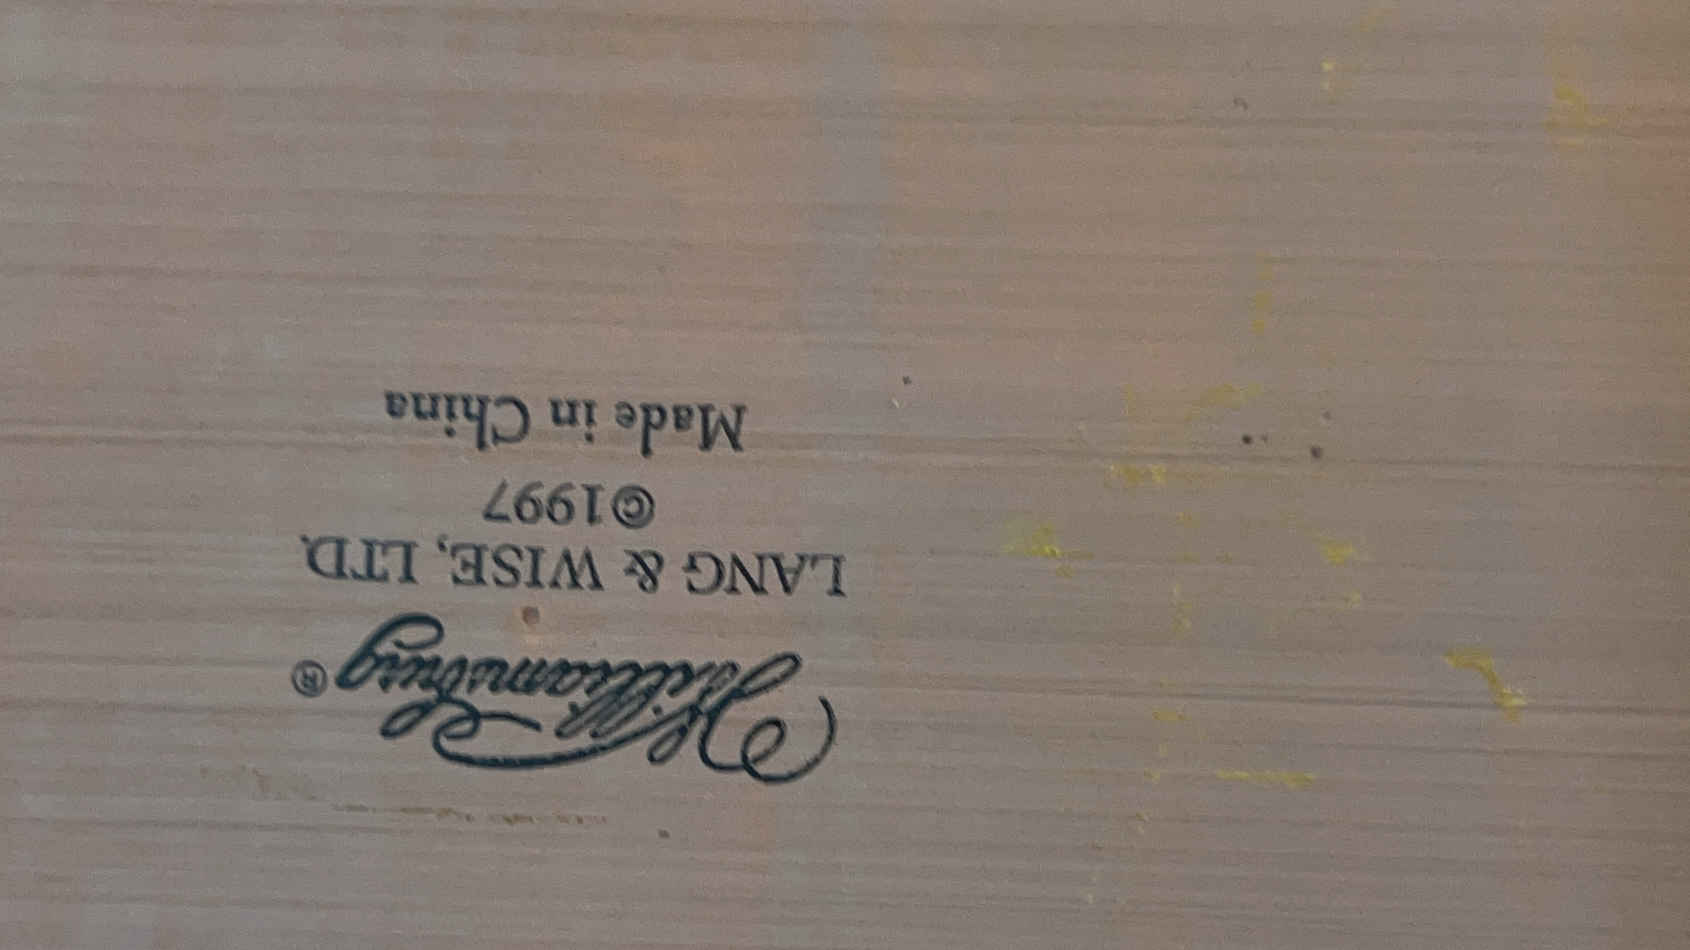 Williamsburg®
LANG & WISE, LTD.
©1997
Made in China